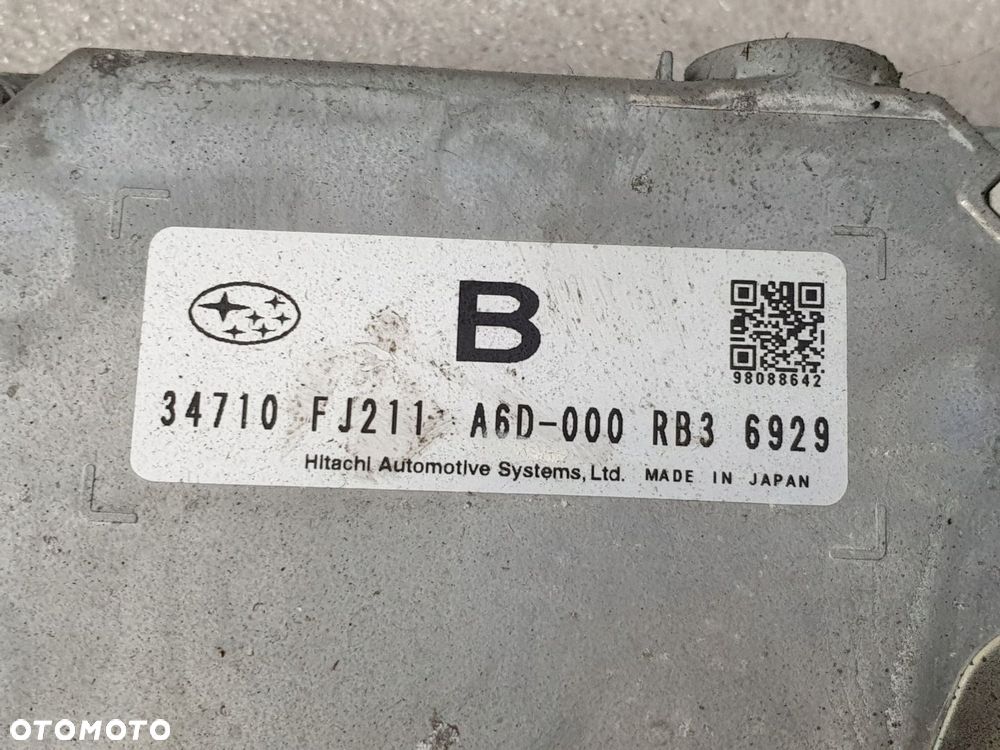 B
98088642
34710 FJ211 A6D-000 RB3 6929
Hitachi Automotive Systems, Ltd. MADE IN JAPAN
OTOMOTO